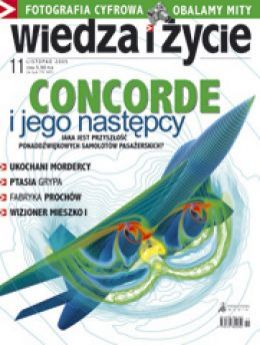 FOTOGRAFIA CYFROWA OBALAMY MITY
wiedza i życie
11 LISTOPAD 2005
CONCORDE
i jego następcy
JAKA JEST PRZYSZŁOŚĆ
PONADDŹWIĘKOWYCH SAMOLOTÓW PASAŻERSKICH?
UKOCHANI MORDERCY
PTASIA GRYPA
FABRYKA PROCHÓW
WIZJONER MIESZKO I